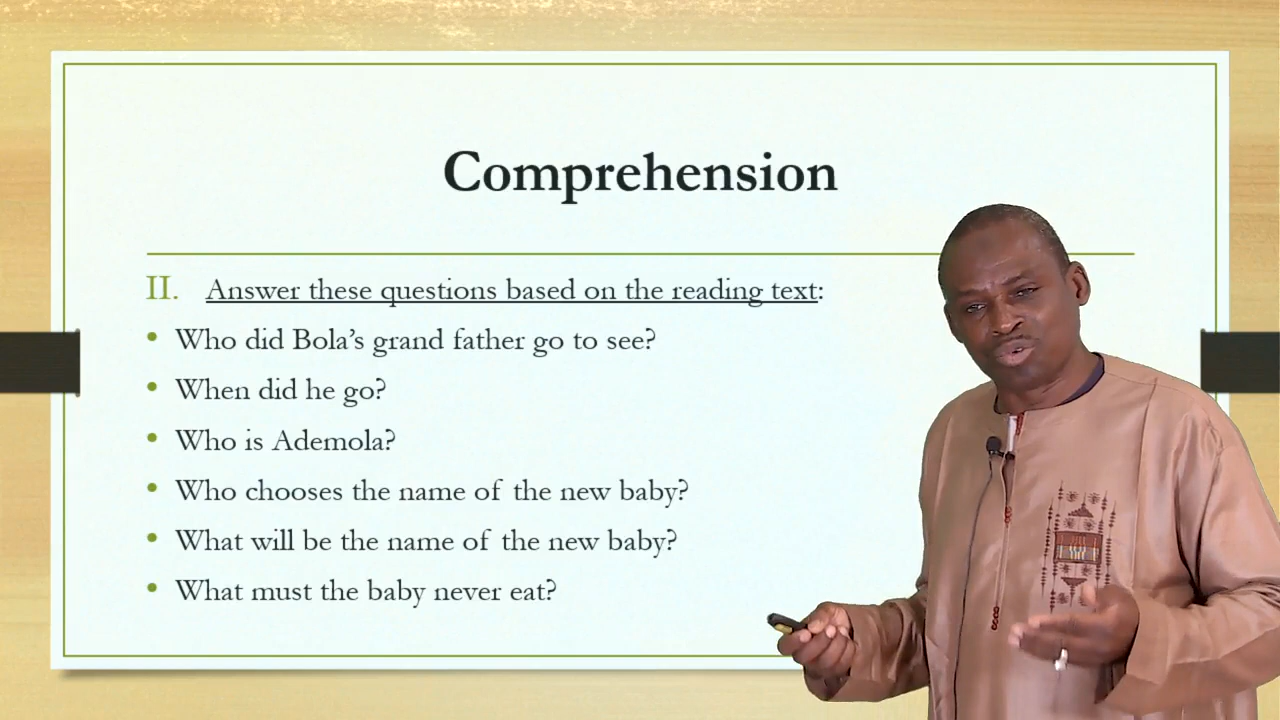 Comprehension
II. Answer these questions based on the reading text:
• Who did Bola's grand father go to see?
• When did he go?
• Who is Ademola?
• Who chooses the name of the new baby?
• What will be the name of the new baby?
• What must the baby never eat?